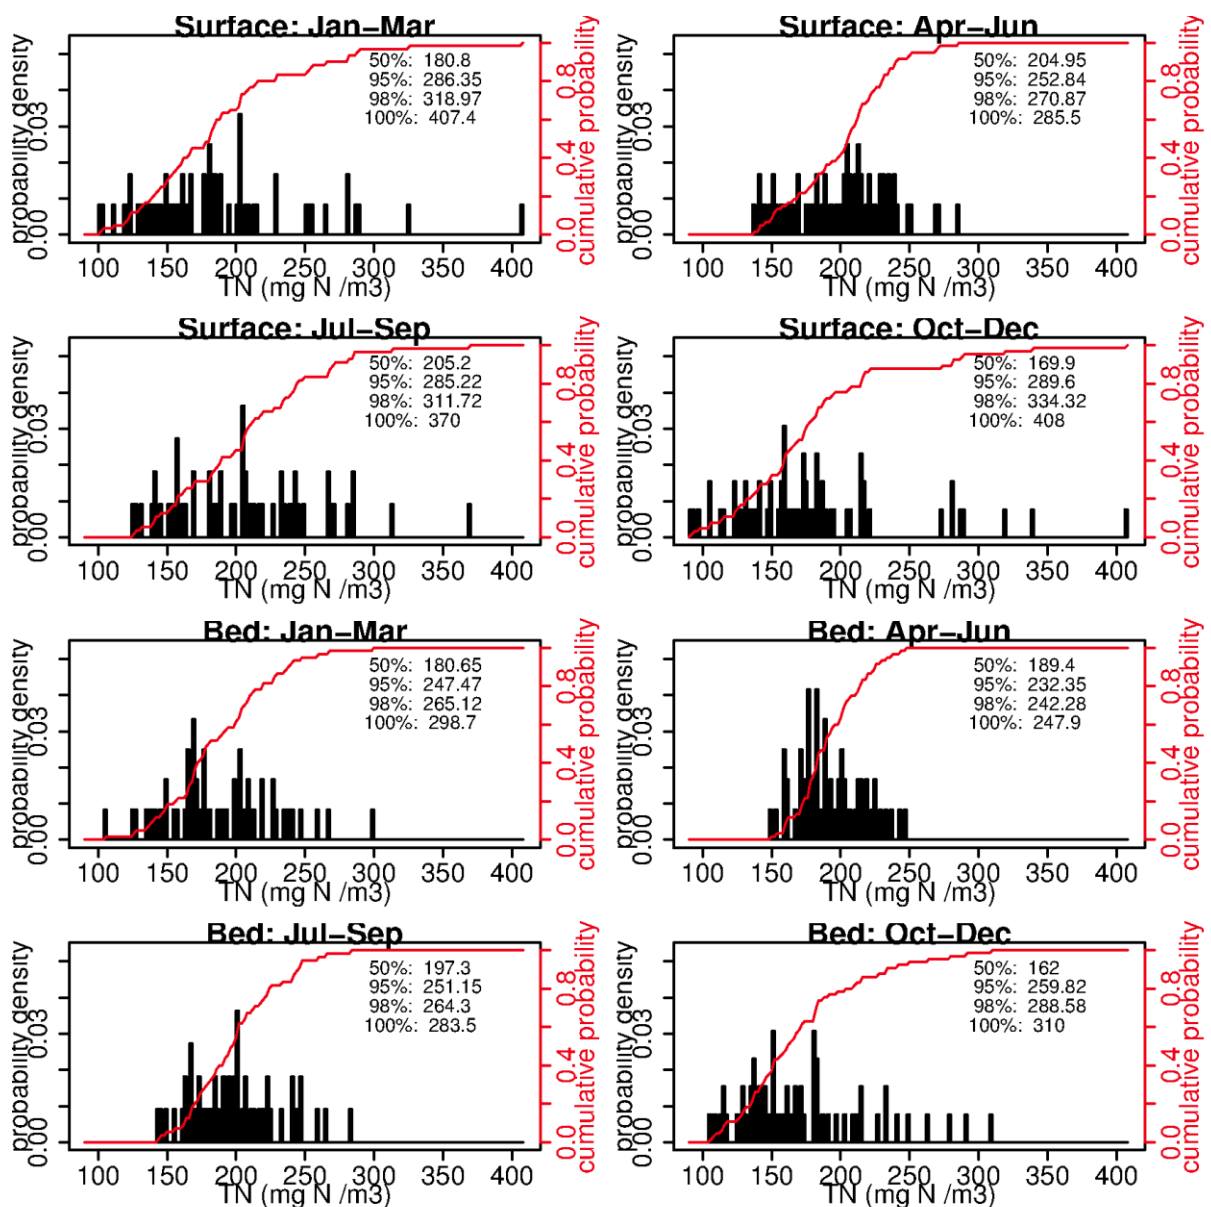 Surface: Jan–Mar
probability density
0.00
0.03
50%: 180.8
95%: 286.35
98%: 318.97
100%: 407.4
0.0
0.4
0.8
cumulative probability
100 150 200 250 300 350 400
TN (mg N /m3)
Surface: Apr–Jun
probability density
0.00
0.03
50%: 204.95
95%: 252.84
98%: 270.87
100%: 285.5
0.0
0.4
0.8
cumulative probability
100 150 200 250 300 350 400
TN (mg N /m3)
Surface: Jul–Sep
probability density
0.00
0.03
50%: 205.2
95%: 285.22
98%: 311.72
100%: 370
0.0
0.4
0.8
cumulative probability
100 150 200 250 300 350 400
TN (mg N /m3)
Surface: Oct–Dec
probability density
0.00
0.03
50%: 169.9
95%: 289.6
98%: 334.32
100%: 408
0.0
0.4
0.8
cumulative probability
100 150 200 250 300 350 400
TN (mg N /m3)
Bed: Jan–Mar
probability density
0.00
0.03
50%: 180.65
95%: 247.47
98%: 265.12
100%: 298.7
0.0
0.4
0.8
cumulative probability
100 150 200 250 300 350 400
TN (mg N /m3)
Bed: Apr–Jun
probability density
0.00
0.03
50%: 189.4
95%: 232.35
98%: 242.28
100%: 247.9
0.0
0.4
0.8
cumulative probability
100 150 200 250 300 350 400
TN (mg N /m3)
Bed: Jul–Sep
probability density
0.00
0.03
50%: 197.3
95%: 251.15
98%: 264.3
100%: 283.5
0.0
0.4
0.8
cumulative probability
100 150 200 250 300 350 400
TN (mg N /m3)
Bed: Oct–Dec
probability density
0.00
0.03
50%: 162
95%: 259.82
98%: 288.58
100%: 310
0.0
0.4
0.8
cumulative probability
100 150 200 250 300 350 400
TN (mg N /m3)